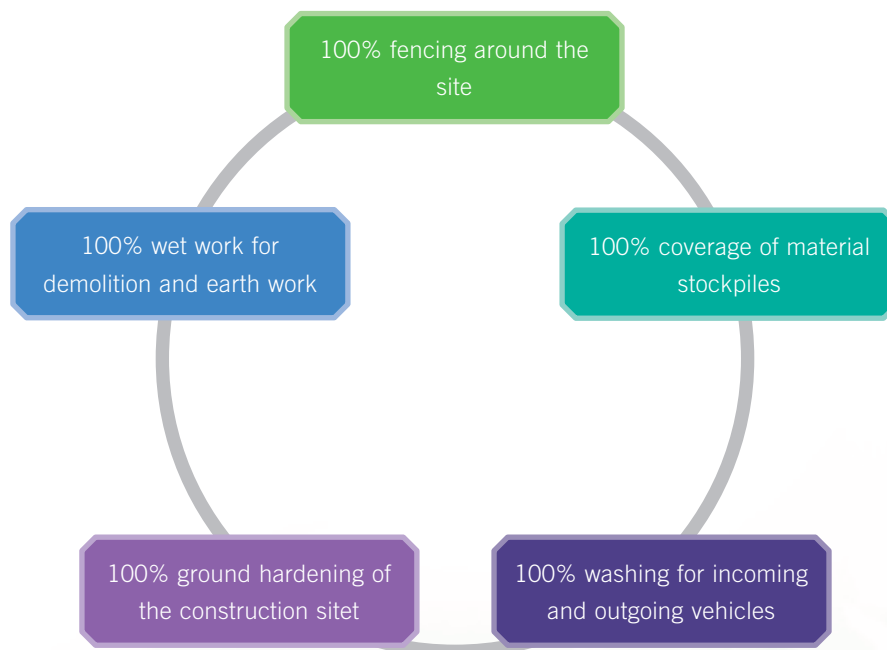 100% fencing around the
site
100% wet work for
demolition and earth work
100% coverage of material
stockpiles
100% ground hardening of
the construction sitet
100% washing for incoming
and outgoing vehicles